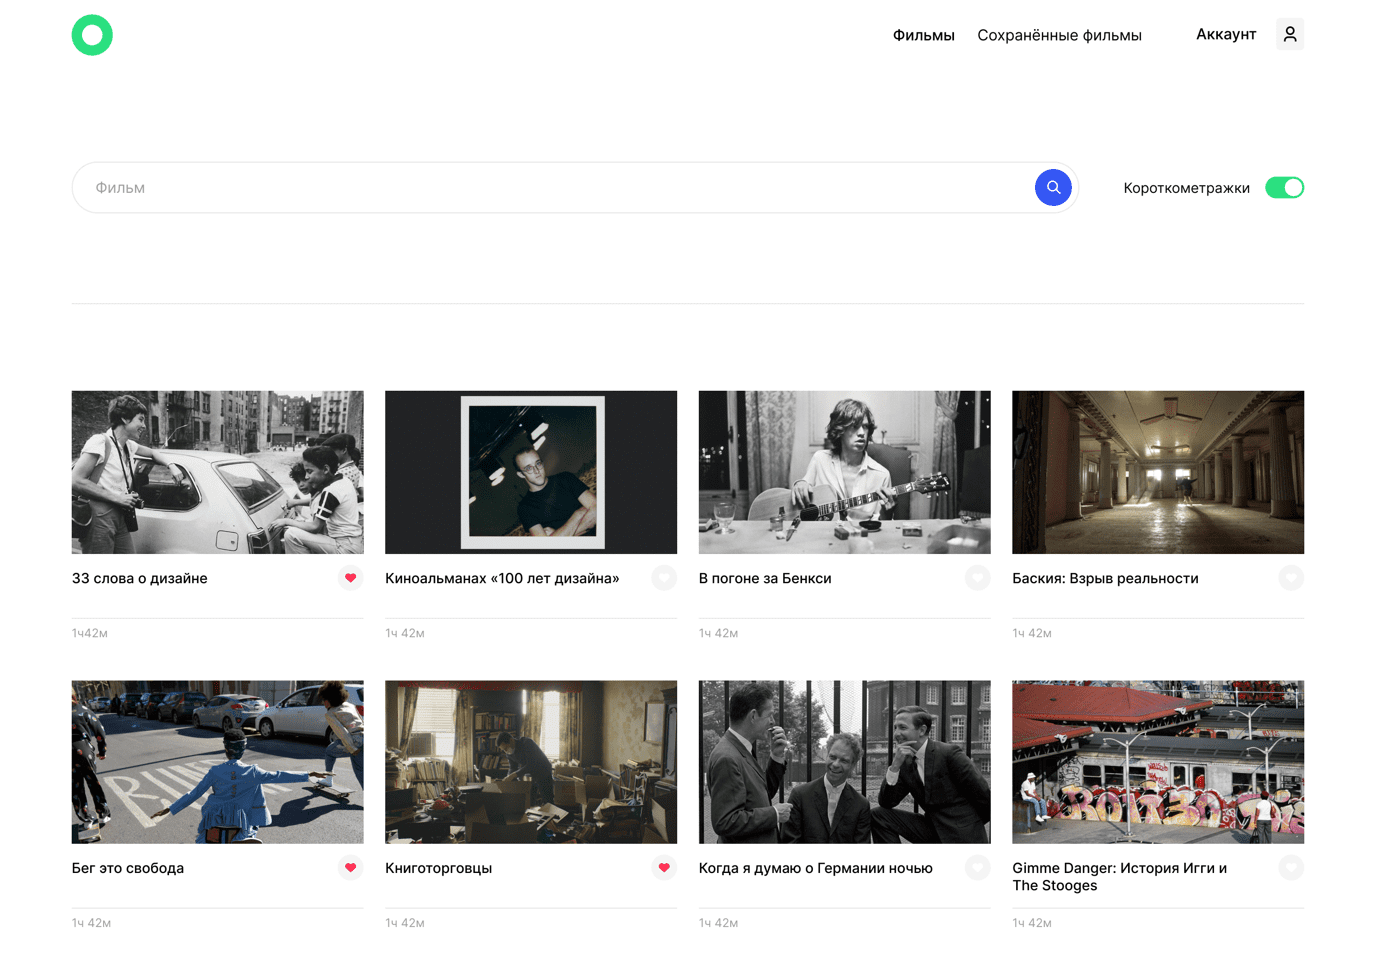 Фильмы Сохранённые фильмы Аккаунт
Фильм
Короткометражки
33 слова о дизайне
1ч42м
Киноальманах «100 лет дизайна»
1ч 42м
В погоне за Бенкси
1ч 42м
Баския: Взрыв реальности
1ч 42м
RUN
Бег это свобода
1ч 42м
Книготорговцы
1ч 42м
Когда я думаю о Германии ночью
1ч 42м
Gimme Danger: История Игги и
The Stooges
1ч 42м